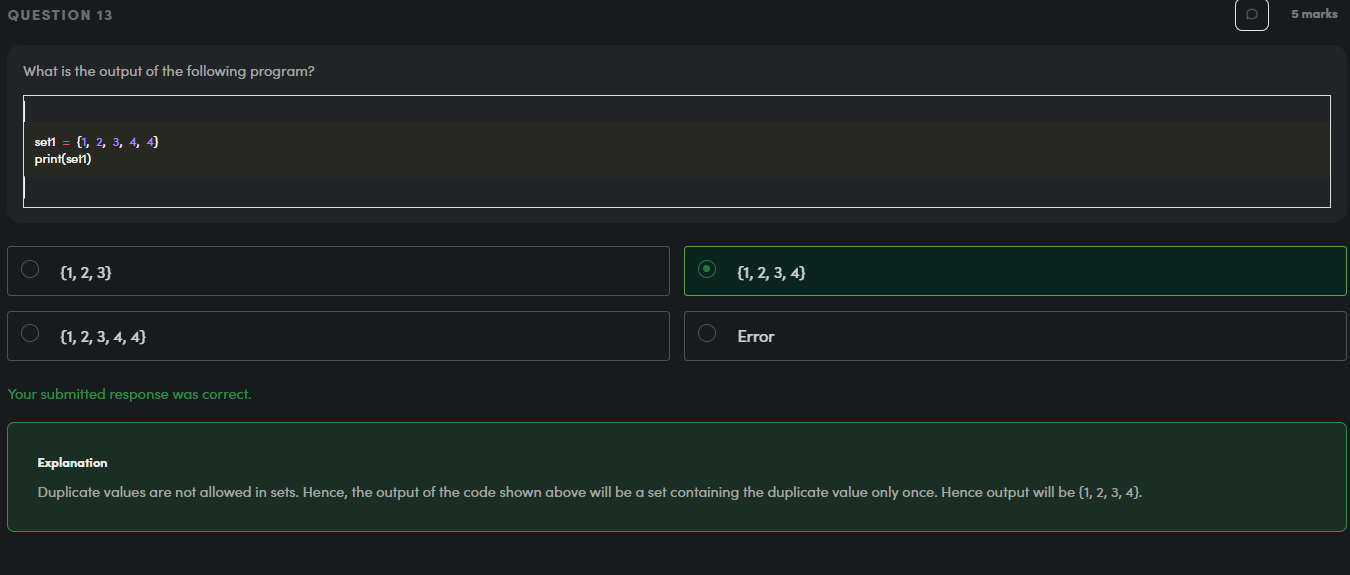 QUESTION 13
5 marks
What is the output of the following program?
set1 = {1, 2, 3, 4, 4}
print(set1)
{1, 2, 3}
{1, 2, 3, 4}
{1, 2, 3, 4, 4}
Error
Your submitted response was correct.
Explanation
Duplicate values are not allowed in sets. Hence, the output of the code shown above will be a set containing the duplicate value only once. Hence output will be {1, 2, 3, 4}.